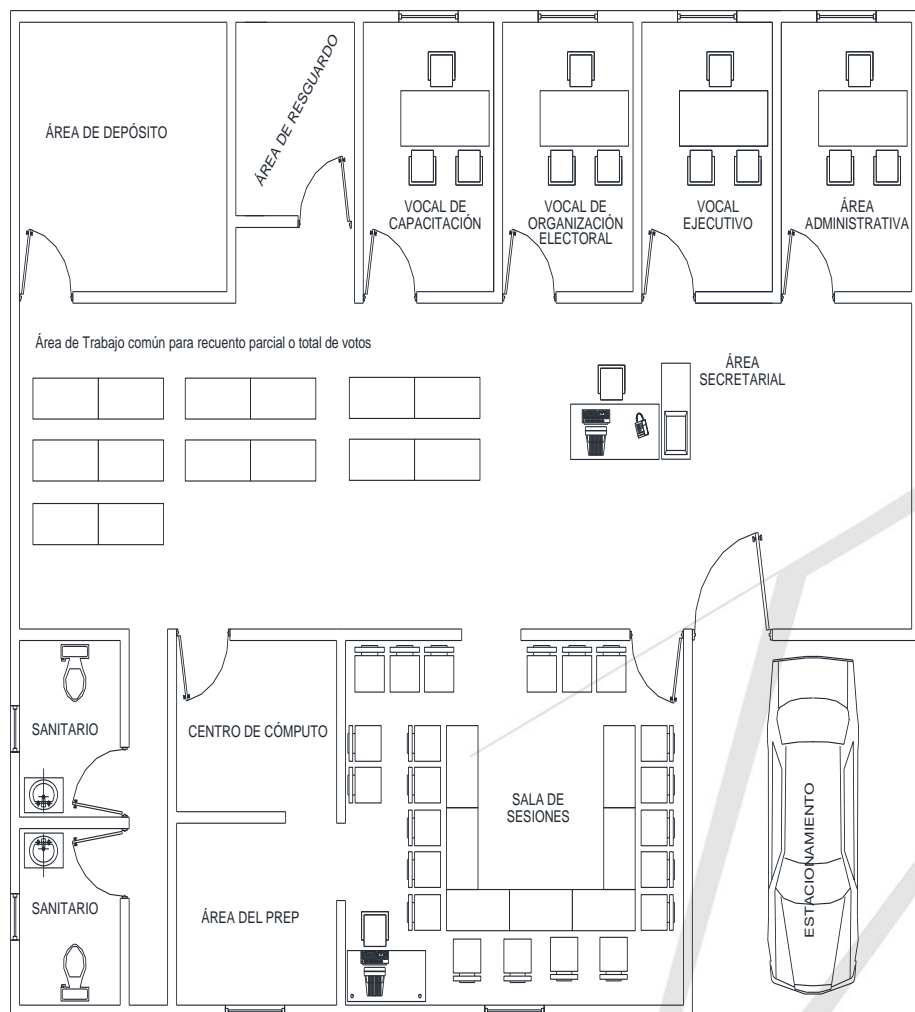 ÁREA DE DEPÓSITO
ÁREA DE RESGUARDO
VOCAL DE
CAPACITACIÓN
VOCAL DE
ORGANIZACIÓN
ELECTORAL
VOCAL
EJECUTIVO
ÁREA
ADMINISTRATIVA
Área de Trabajo común para recuento parcial o total de votos
ÁREA
SECRETARIAL
SANITARIO
CENTRO DE CÓMPUTO
SALA DE
SESIONES
ESTACIONAMIENTO
SANITARIO
ÁREA DEL PREP